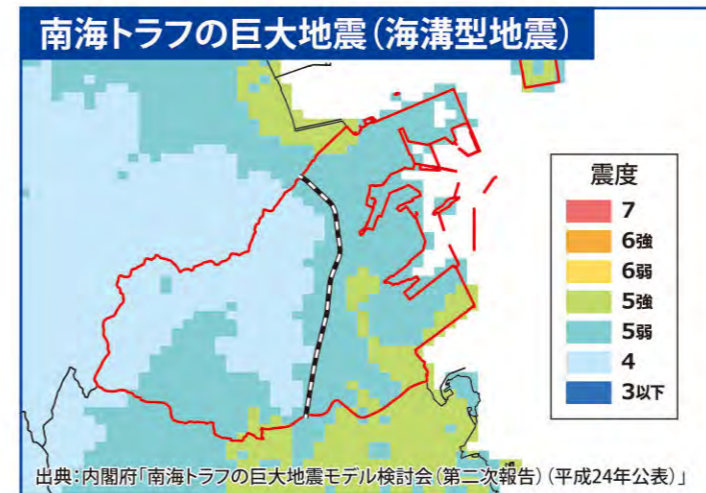 南海トラフの巨大地震(海溝型地震)
震度
7
6強
6弱
5強
5弱
4
3以下
出典:内閣府「南海トラフの巨大地震モデル検討会(第二次報告)(平成24年公表)」